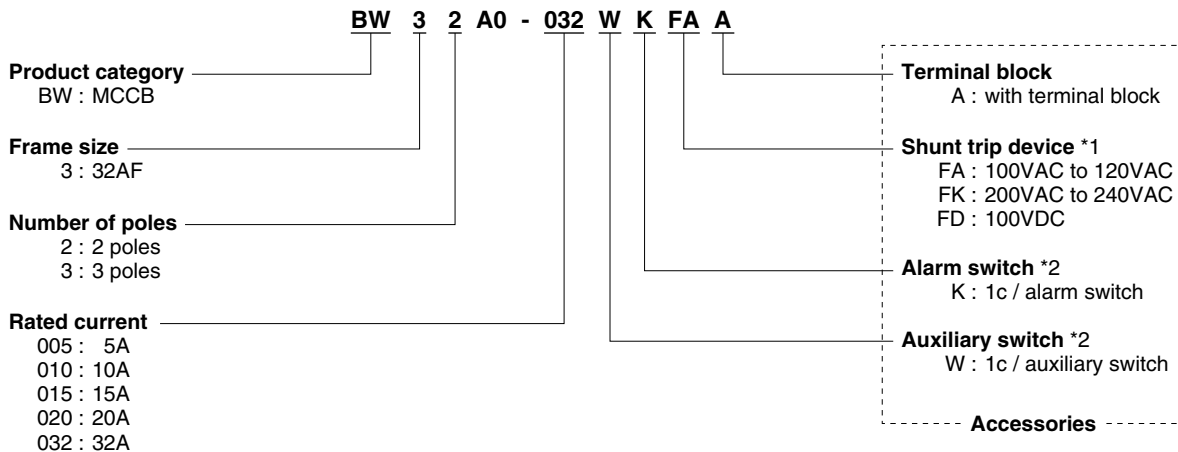 BW 3 2 A0 - 032 W K FA A
Product category
BW : MCCB
Frame size
3 : 32AF
Number of poles
2 : 2 poles
3 : 3 poles
Rated current
005 : 5A
010 : 10A
015 : 15A
020 : 20A
032 : 32A
Terminal block
A : with terminal block
Shunt trip device *1
FA : 100VAC to 120VAC
FK : 200VAC to 240VAC
FD : 100VDC
Alarm switch *2
K : 1c / alarm switch
Auxiliary switch *2
W : 1c / auxiliary switch
Accessories